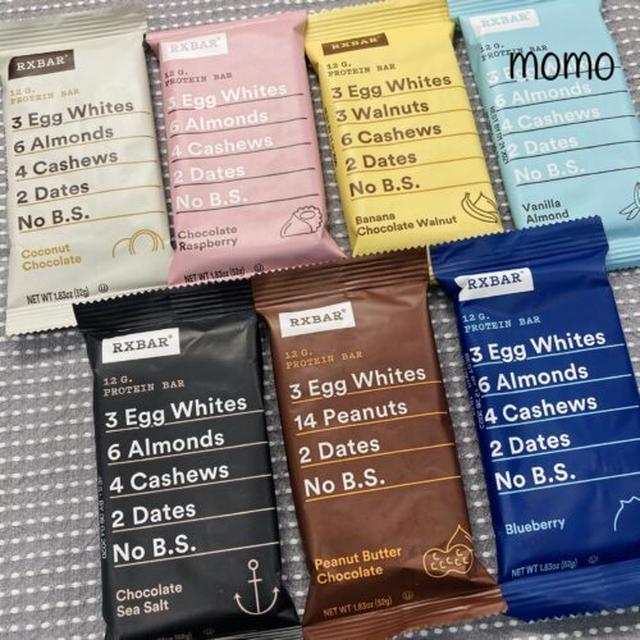 RXBAR®
12 G.
PROTEIN BAR
3 Egg Whites
6 Almonds
4 Cashews
2 Dates
No B.S.
Coconut
Chocolate
NET WT 1.83oz (52g)
RXBAR®
12 G.
PROTEIN BAR
3 Egg Whites
6 Almonds
4 Cashews
2 Dates
No B.S.
Chocolate
Raspberry
NET WT 1.83oz (52g)
RXBAR®
12 G.
PROTEIN BAR
3 Egg Whites
3 Walnuts
6 Cashews
2 Dates
No B.S.
Banana
Chocolate Walnut
RXBAR
momo
12 G.
PROTEIN BAR
3 Egg Whites
6 Almonds
4 Cashews
2 Dates
No B.S.
Vanilla
Almond
RXBAR®
12 G.
PROTEIN BAR
3 Egg Whites
6 Almonds
4 Cashews
2 Dates
No B.S.
Chocolate
Sea Salt
RXBAR®
12 G.
PROTEIN BAR
3 Egg Whites
14 Peanuts
2 Dates
No B.S.
Peanut Butter
Chocolate
NET WT 1.83oz (52g)
RXBAR®
12 G.
PROTEIN BAR
3 Egg Whites
6 Almonds
4 Cashews
2 Dates
No B.S.
Blueberry
NET WT 1.83oz (52g)